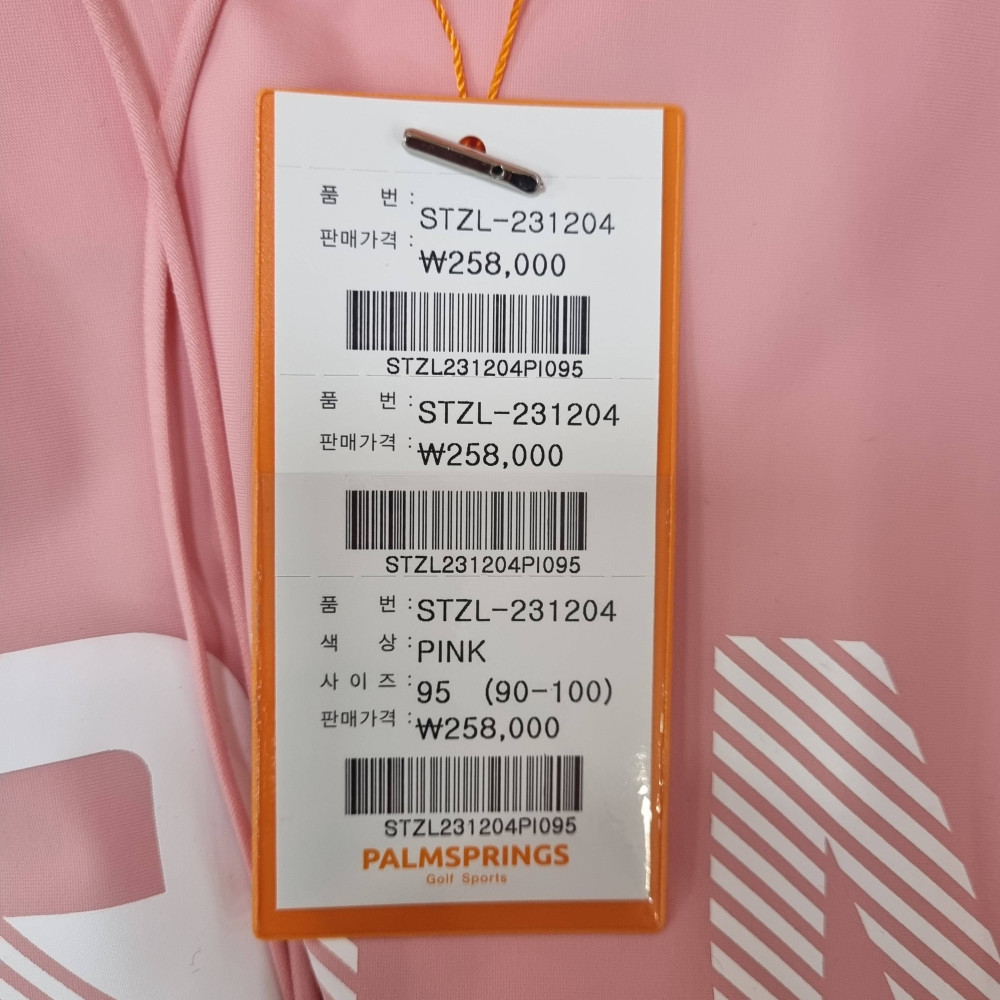 품 번 :
STZL-231204
판매가격 :
₩258,000
STZL231204PI095
품 번 :
STZL-231204
판매가격 :
₩258,000
STZL231204PI095
품 번 :
STZL-231204
색 상 :
PINK
사 이 즈 :
95 (90-100)
판매가격 :
₩258,000
STZL231204PI095
PALMSPRINGS
Golf Sports